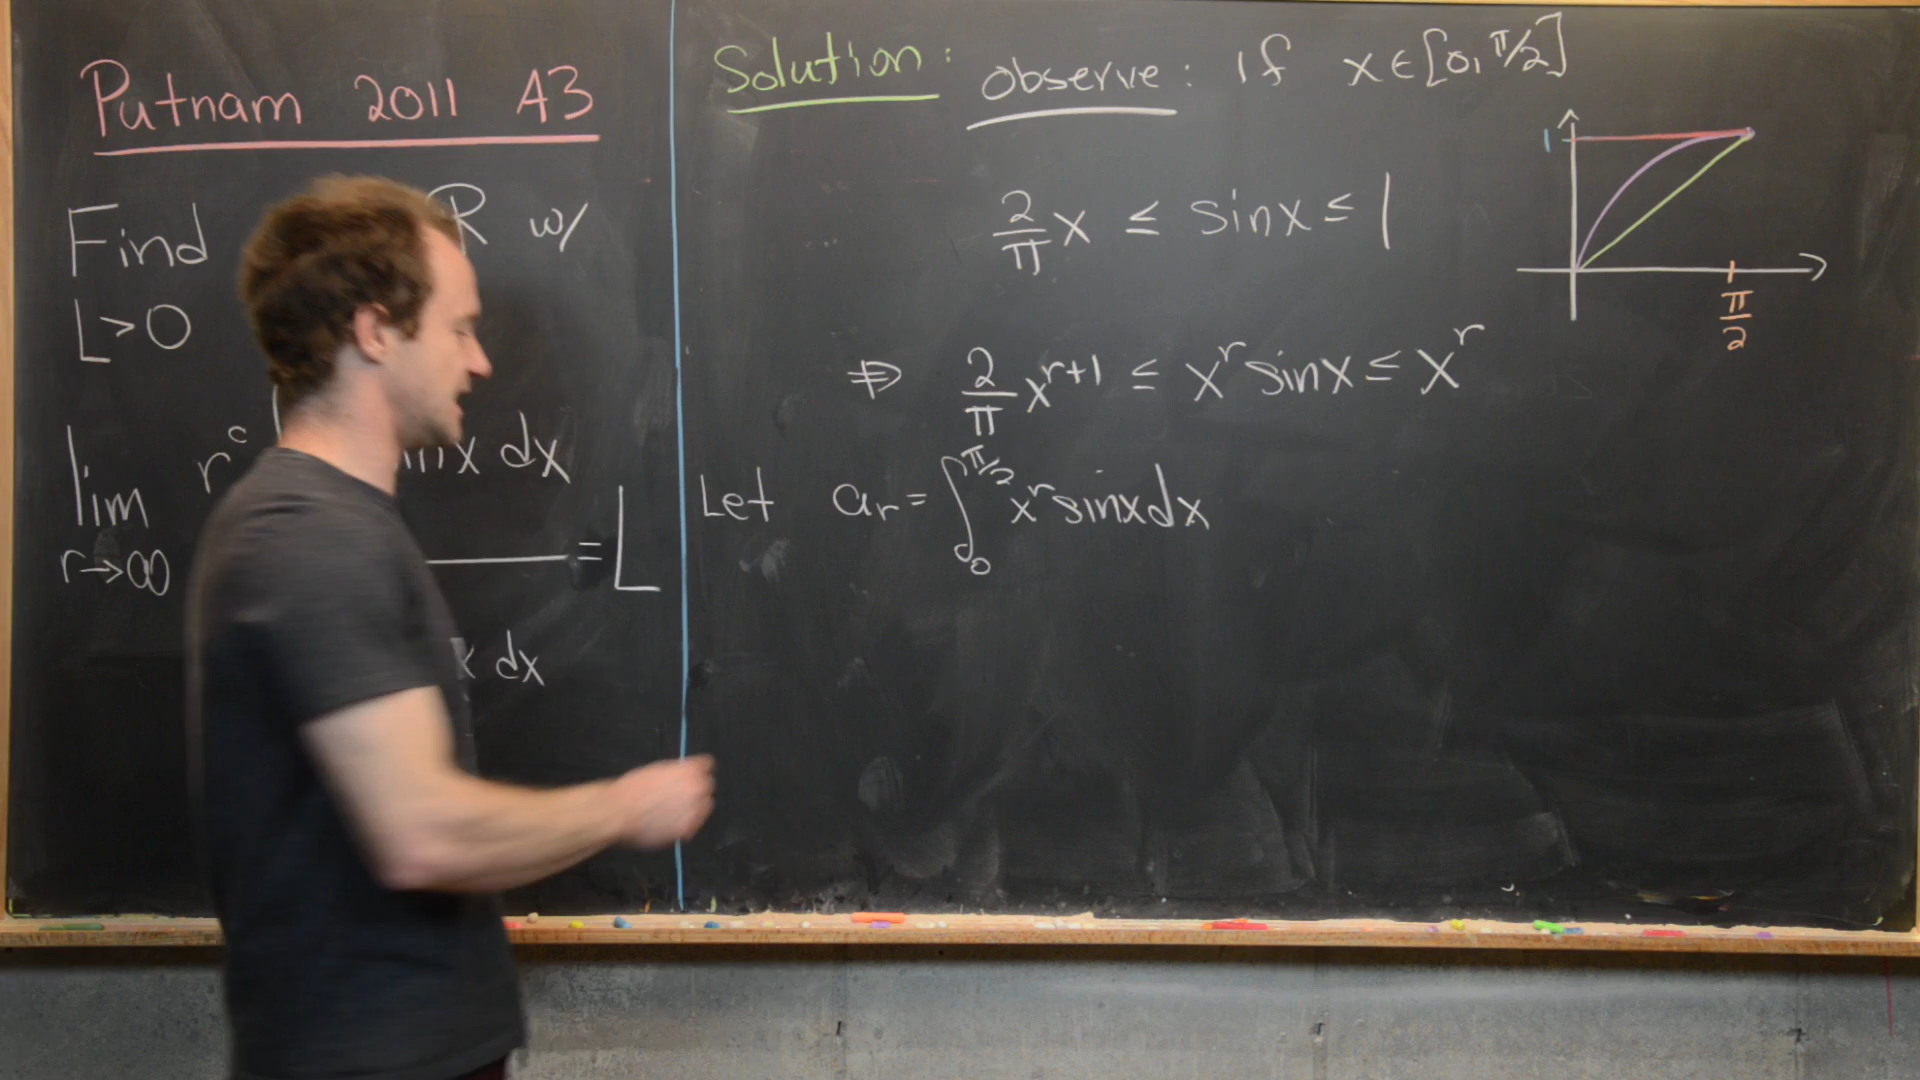 Putnam 2011 A3
Find R w/
L>0
lim r→∞ r^c sinx dx
= L
x dx
Solution: Observe: if x∈[0,π/2]
2/π x ≤ sinx ≤ 1
⇒ 2/π x^{r+1} ≤ x^r sinx ≤ x^r
Let a_r = ∫_0^{π/2} x^r sinx dx
1
π/2